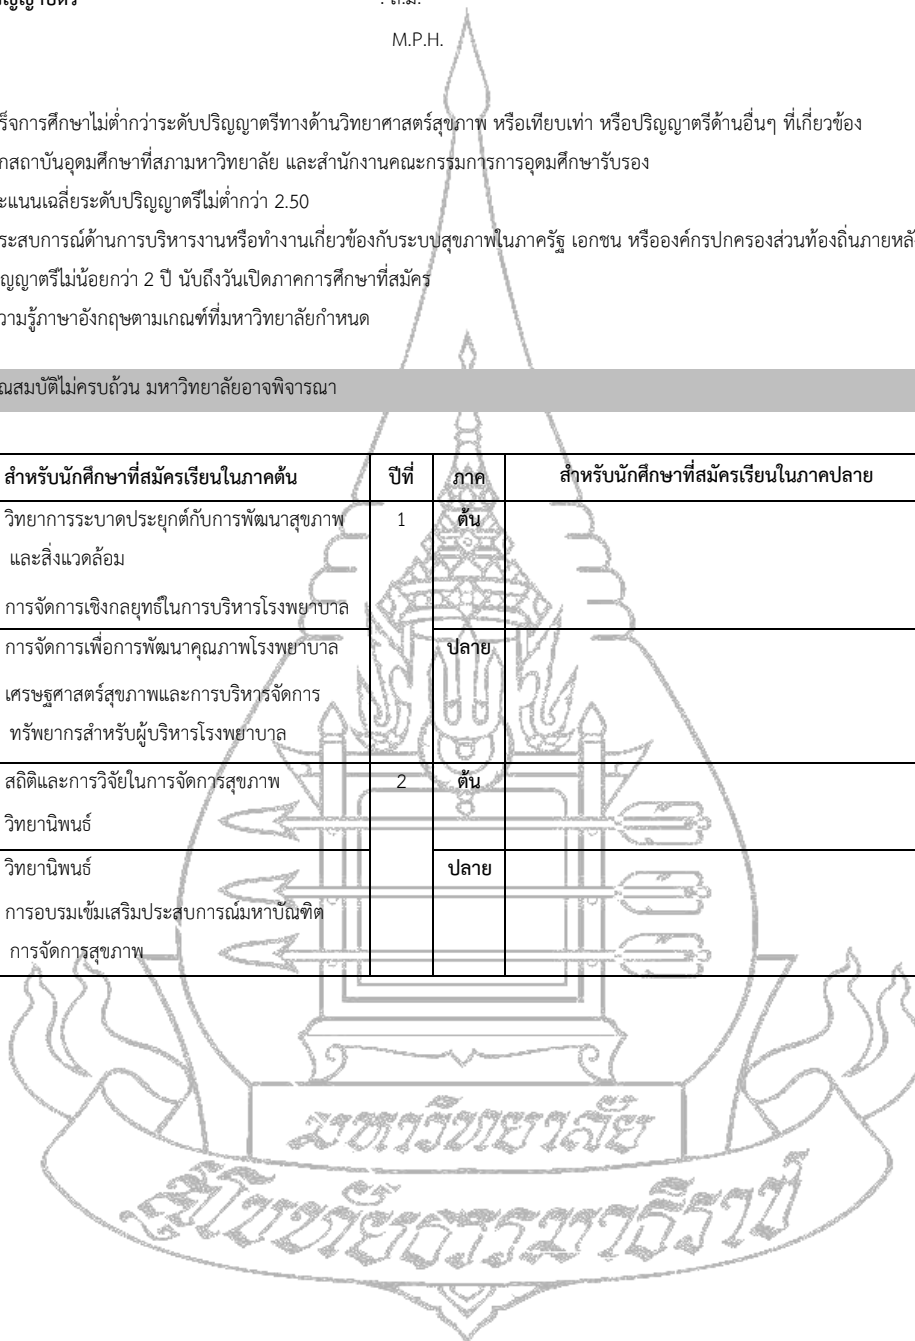 : ส.ม.
M.P.H.
ร็จการศึกษาไม่ต่ำกว่าระดับปริญญาตรีทางด้านวิทยาศาสตร์สุขภาพ หรือเทียบเท่า หรือปริญญาตรีด้านอื่นๆ ที่เกี่ยวข้อง
กสถาบันอุดมศึกษาที่สภามหาวิทยาลัย และสำนักงานคณะกรรมการการอุดมศึกษารับรอง
ะแนนเฉลี่ยระดับปริญญาตรีไม่ต่ำกว่า 2.50
ระสบการณ์ด้านการบริหารงานหรือทำงานเกี่ยวข้องกับระบบสุขภาพในภาครัฐ เอกชน หรือองค์กรปกครองส่วนท้องถิ่นภายหลั
ญญาตรีไม่น้อยกว่า 2 ปี นับถึงวันเปิดภาคการศึกษาที่สมัคร
วามรู้ภาษาอังกฤษตามเกณฑ์ที่มหาวิทยาลัยกำหนด
ณสมบัติไม่ครบถ้วน มหาวิทยาลัยอาจพิจารณา
สำหรับนักศึกษาที่สมัครเรียนในภาคต้น ปีที่ ภาค สำหรับนักศึกษาที่สมัครเรียนในภาคปลาย
วิทยาการระบาดประยุกต์กับการพัฒนาสุขภาพ 1 ต้น
และสิ่งแวดล้อม
การจัดการเชิงกลยุทธ์ในการบริหารโรงพยาบาล
การจัดการเพื่อการพัฒนาคุณภาพโรงพยาบาล ปลาย
เศรษฐศาสตร์สุขภาพและการบริหารจัดการ
ทรัพยากรสำหรับผู้บริหารโรงพยาบาล
สถิติและการวิจัยในการจัดการสุขภาพ 2 ต้น
วิทยานิพนธ์
วิทยานิพนธ์ ปลาย
การอบรมเข้มเสริมประสบการณ์มหาบัณฑิต
การจัดการสุขภาพ
มหาวิทยาลัย
สุโขทัยธรรมาธิราช